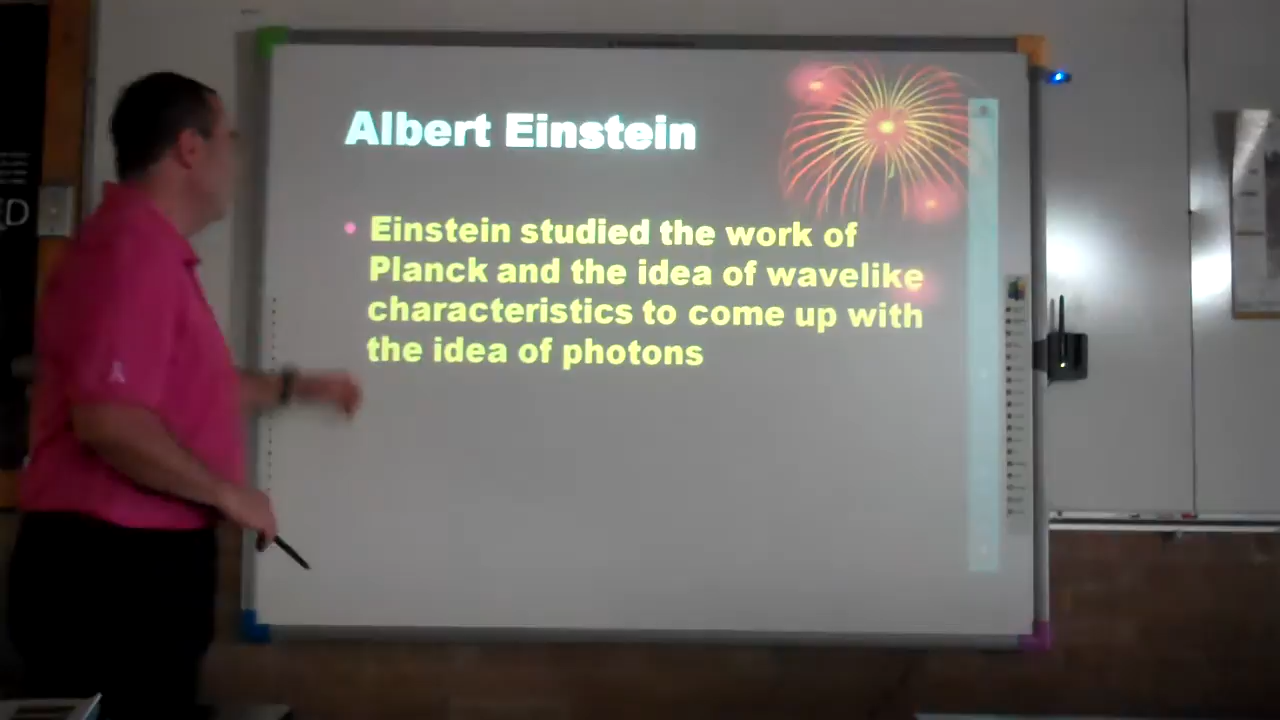 Albert Einstein
• Einstein studied the work of
Planck and the idea of wavelike
characteristics to come up with
the idea of photons